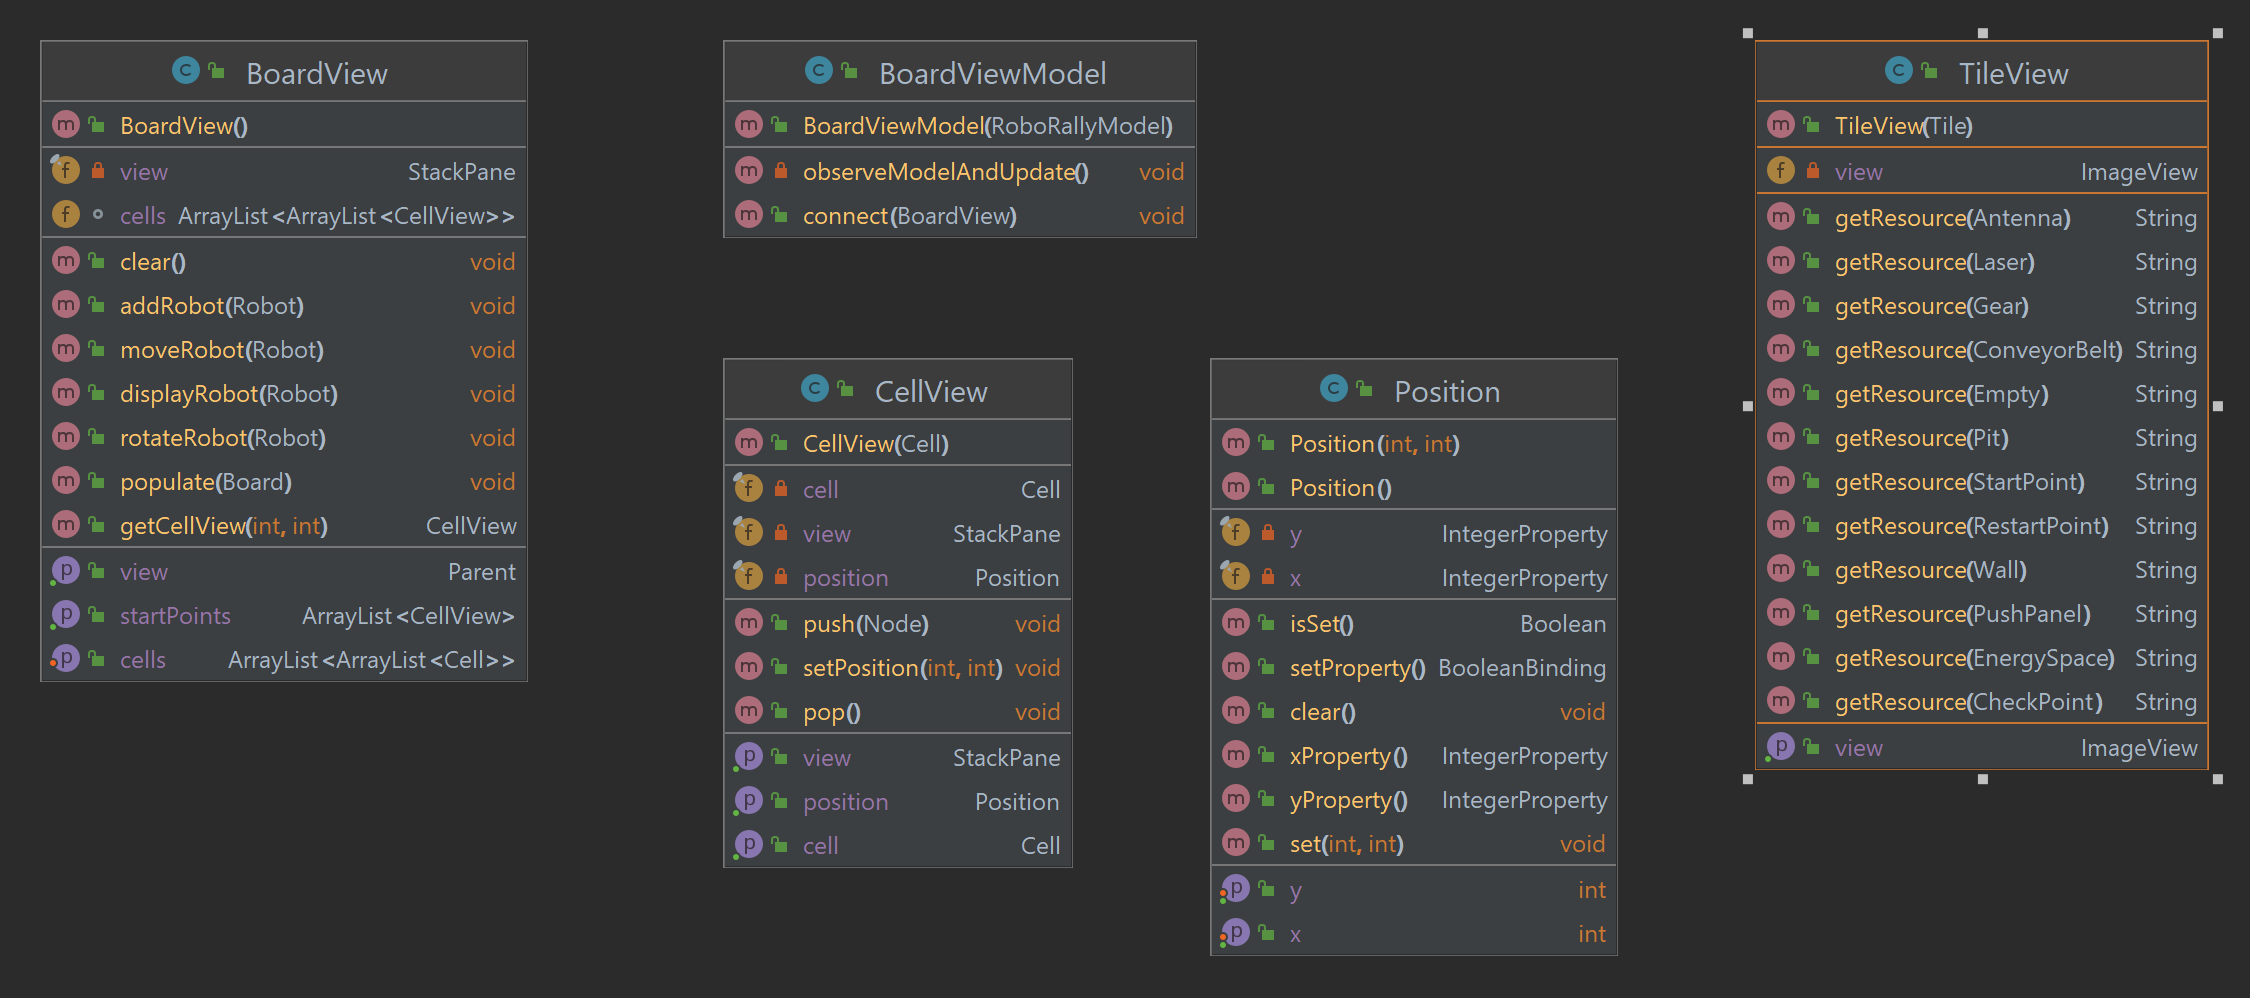 BoardView
BoardView()
view StackPane
cells ArrayList<ArrayList<CellView>>
clear() void
addRobot(Robot) void
moveRobot(Robot) void
displayRobot(Robot) void
rotateRobot(Robot) void
populate(Board) void
getCellView(int, int) CellView
view Parent
startPoints ArrayList<CellView>
cells ArrayList<ArrayList<Cell>>
BoardViewModel
BoardViewModel(RoboRallyModel)
observeModelAndUpdate() void
connect(BoardView) void
CellView
CellView(Cell)
cell Cell
view StackPane
position Position
push(Node) void
setPosition(int, int) void
pop() void
view StackPane
position Position
cell Cell
Position
Position(int, int)
Position()
y IntegerProperty
x IntegerProperty
isSet() Boolean
setProperty() BooleanBinding
clear() void
xProperty() IntegerProperty
yProperty() IntegerProperty
set(int, int) void
y int
x int
TileView
TileView(Tile)
view ImageView
getResource(Antenna) String
getResource(Laser) String
getResource(Gear) String
getResource(ConveyorBelt) String
getResource(Empty) String
getResource(Pit) String
getResource(StartPoint) String
getResource(RestartPoint) String
getResource(Wall) String
getResource(PushPanel) String
getResource(EnergySpace) String
getResource(CheckPoint) String
view ImageView